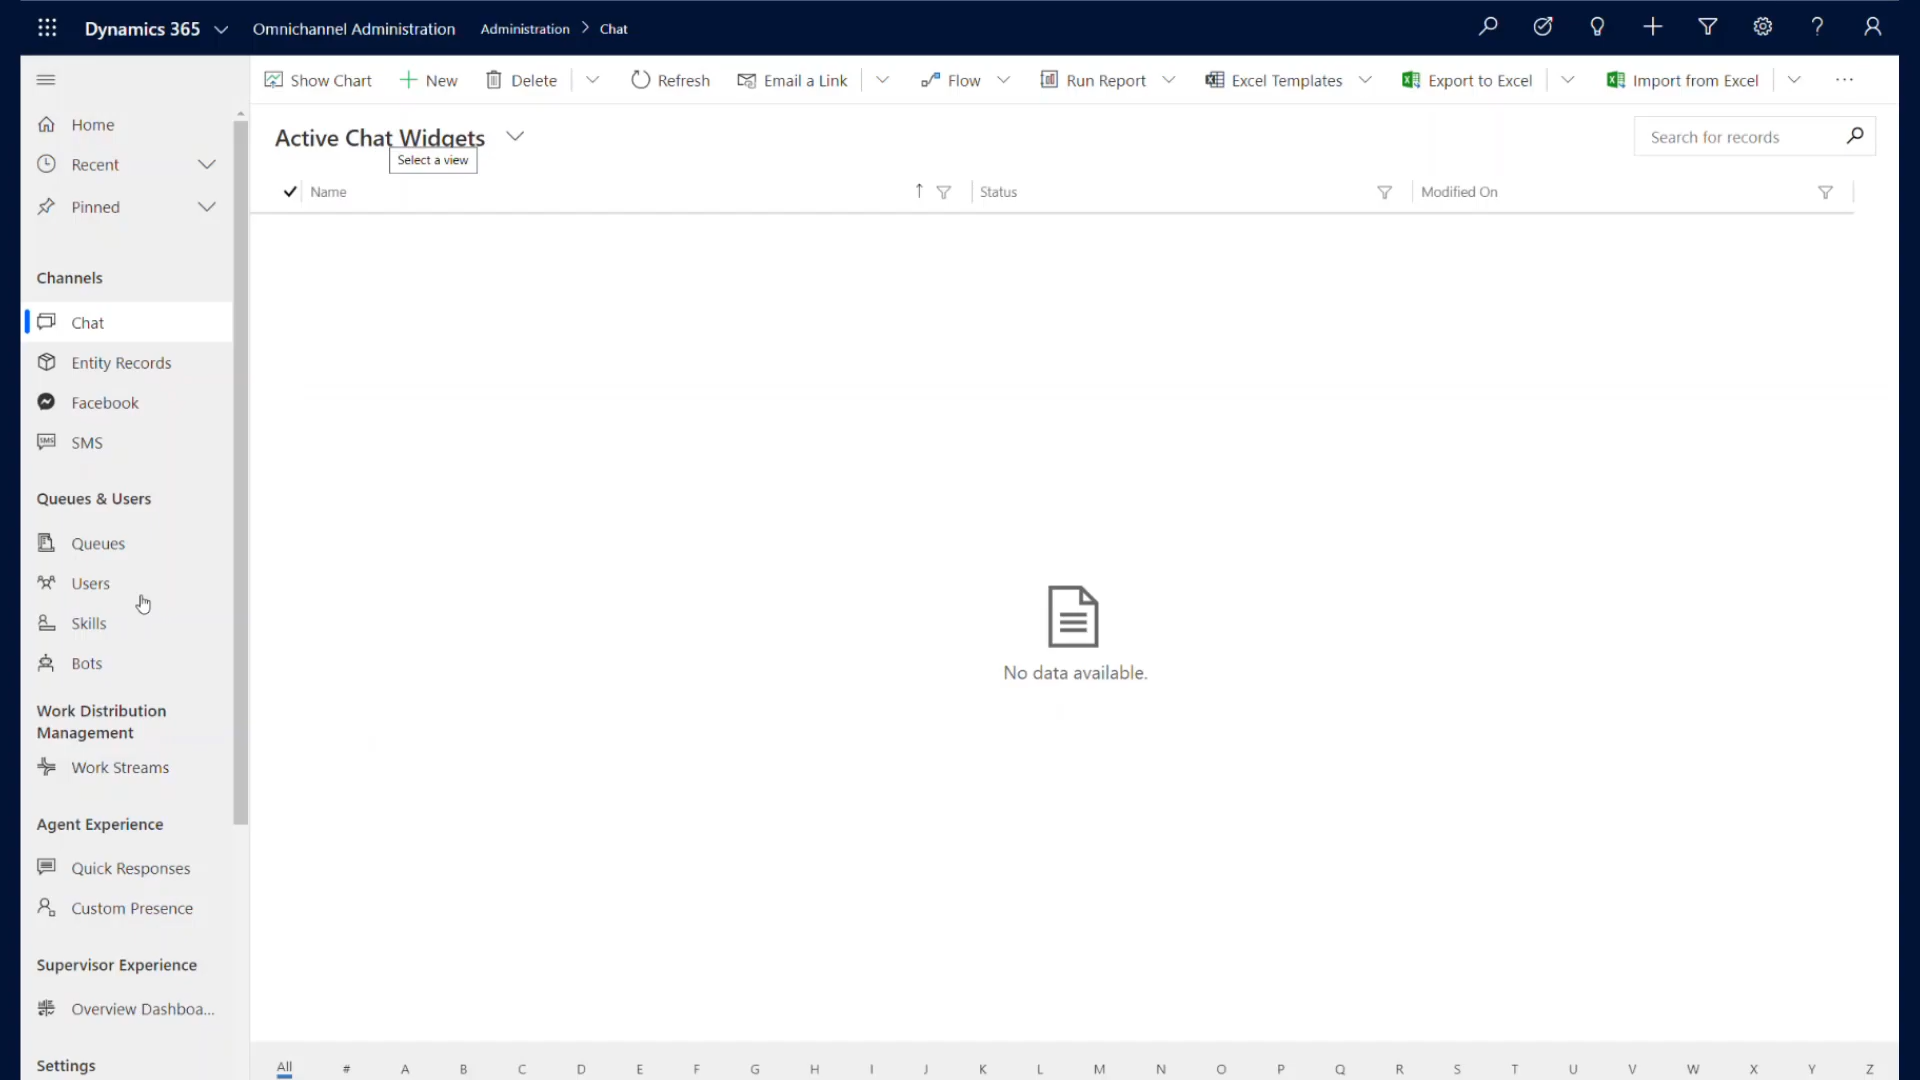 Dynamics 365
Omnichannel Administration
Administration
Chat
Show Chart
New
Delete
Refresh
Email a Link
Flow
Run Report
Excel Templates
Export to Excel
Import from Excel
Home
Recent
Pinned
Channels
Chat
Entity Records
Facebook
SMS
SMS
Queues & Users
Queues
Users
Skills
Bots
Work Distribution
Management
Work Streams
Agent Experience
Quick Responses
Custom Presence
Supervisor Experience
Overview Dashboa...
Settings
Active Chat Widgets
Select a view
Search for records
Name
Status
Modified On
No data available.
All # A B C D E F G H I J K L M N O P Q R S T U V W X Y Z